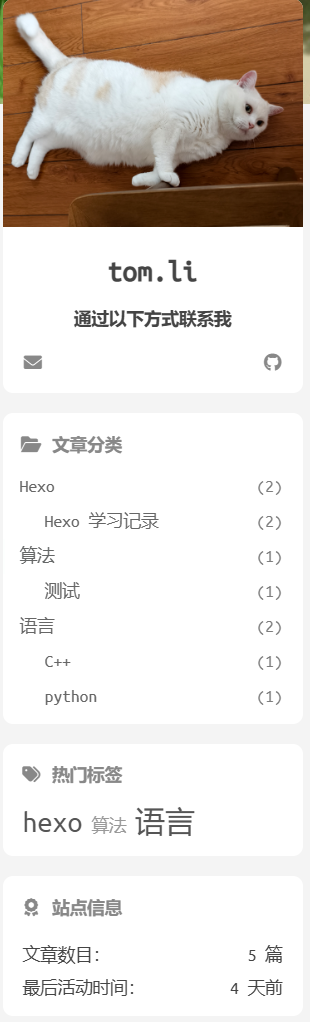 tom.li
通过以下方式联系我
文章分类
Hexo (2)
Hexo 学习记录 (2)
算法 (1)
测试 (1)
语言 (2)
C++ (1)
python (1)
热门标签
hexo 算法 语言
站点信息
文章数目: 5 篇
最后活动时间: 4 天前